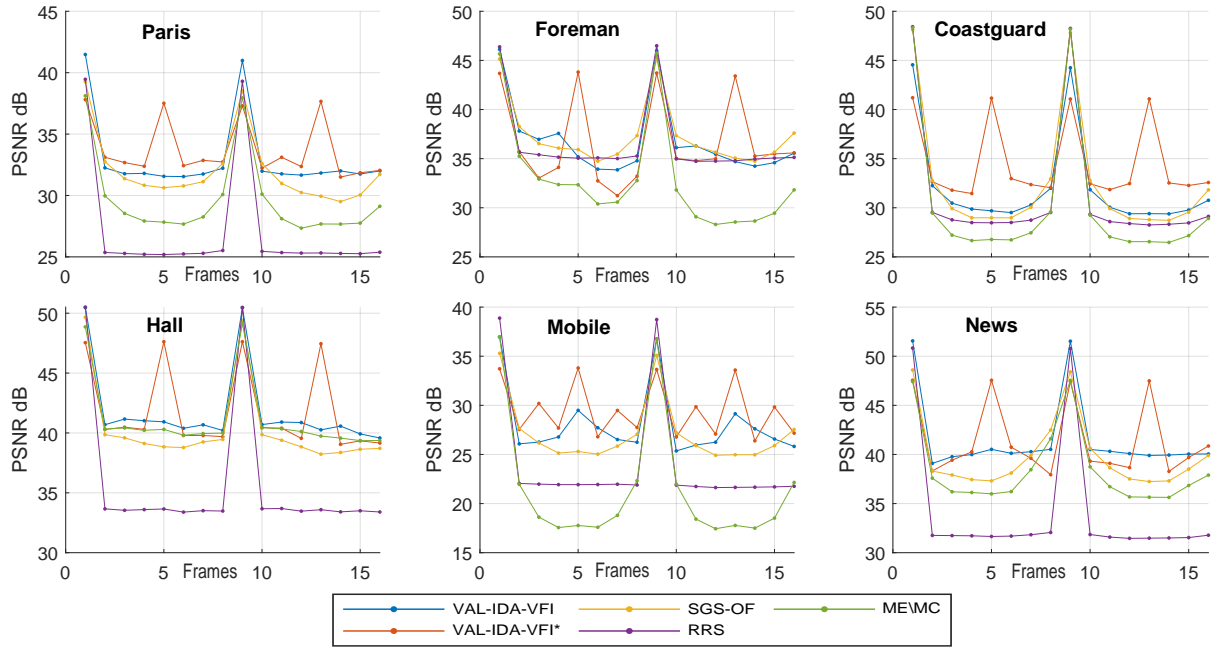 Paris
PSNR dB
45
40
35
30
25
0
5
Frames
10
15
Foreman
PSNR dB
50
45
40
35
30
25
0
5
Frames
10
15
Coastguard
PSNR dB
50
45
40
35
30
25
0
5
Frames
10
15
Hall
PSNR dB
50
45
40
35
30
0
5
Frames
10
15
Mobile
PSNR dB
40
35
30
25
20
15
0
5
Frames
10
15
News
PSNR dB
55
50
45
40
35
30
0
5
Frames
10
15
VAL-IDA-VFI
SGS-OF
ME\MC
VAL-IDA-VFI*
RRS